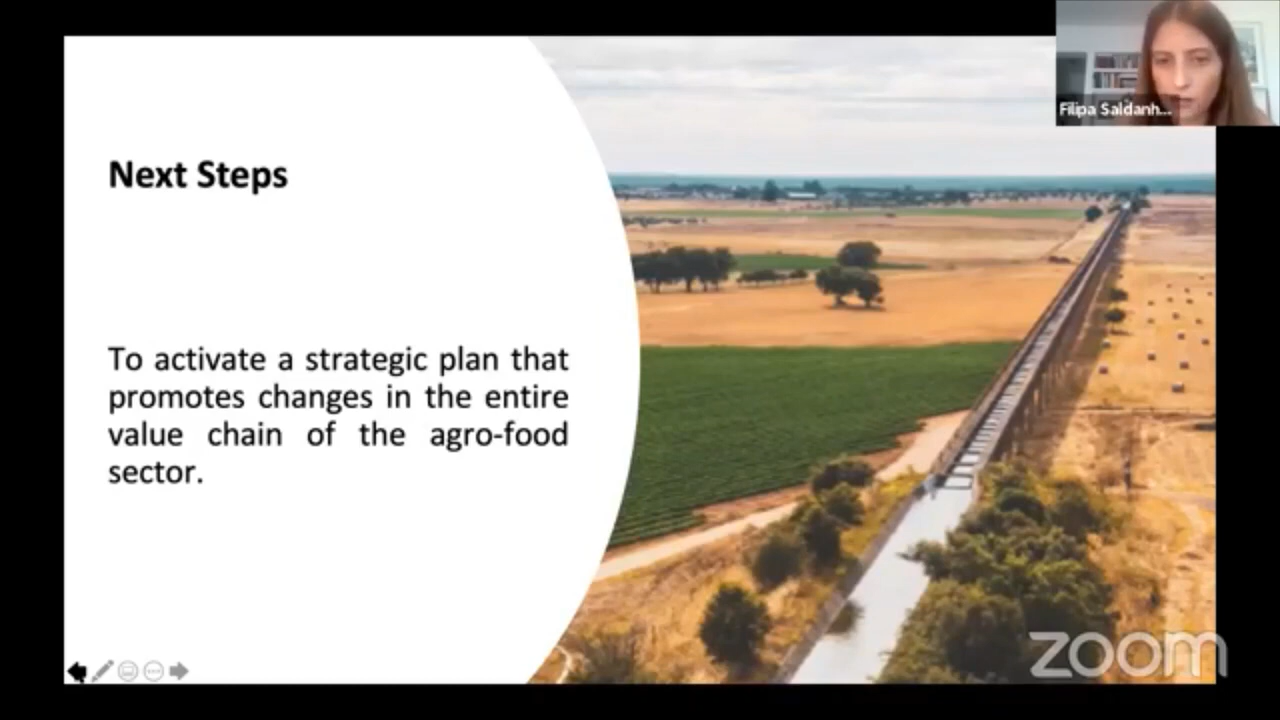 Filipa Saldanh...
Next Steps
To activate a strategic plan that
promotes changes in the entire
value chain of the agro-food
sector.
zoom